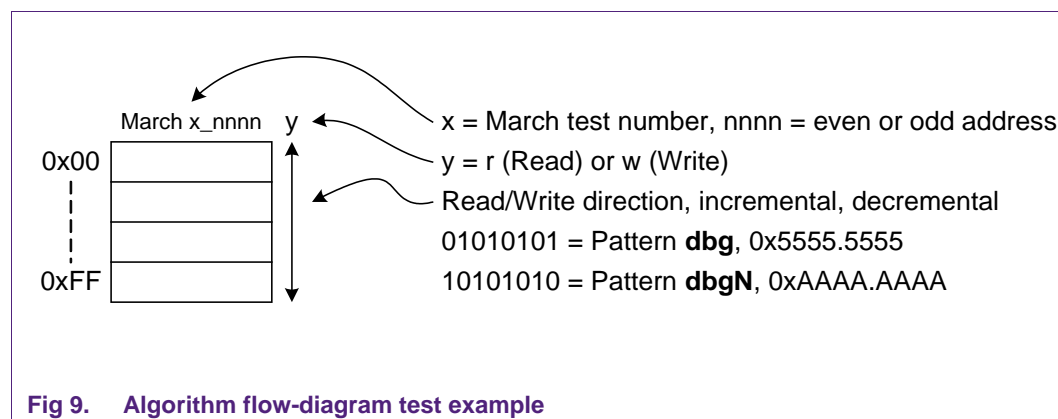 March x_nnnn y
0x00
0xFF
x = March test number, nnnn = even or odd address
y = r (Read) or w (Write)
Read/Write direction, incremental, decremental
01010101 = Pattern dbg, 0x5555.5555
10101010 = Pattern dbgN, 0xAAAA.AAAA
Fig 9. Algorithm flow-diagram test example